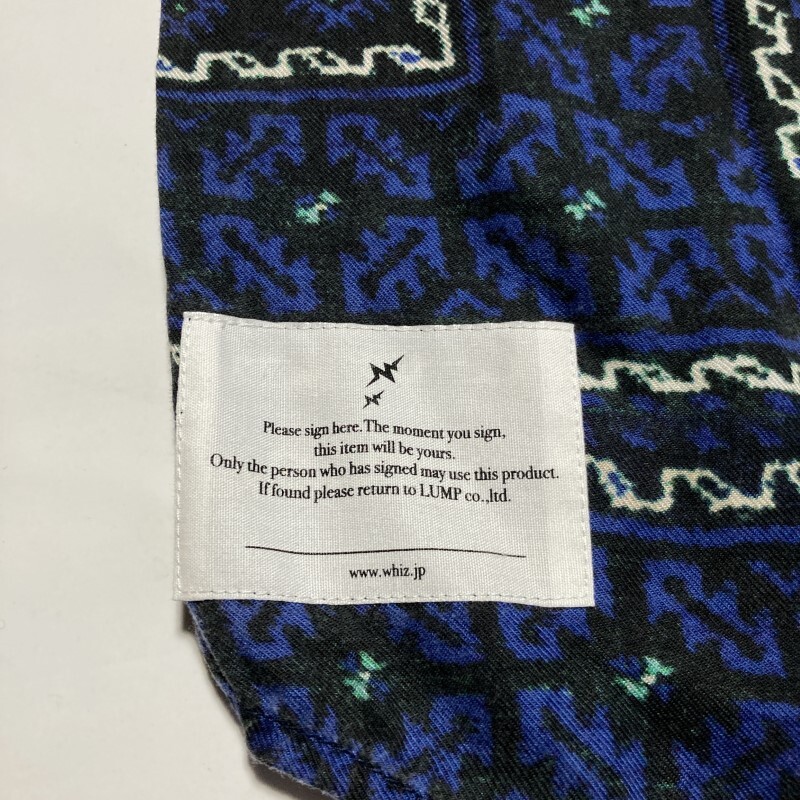 Please sign here.The moment you sign,
this item will be yours.
Only the person who has signed may use this product.
If found please return to LUMP co.,ltd.
www.whiz.jp